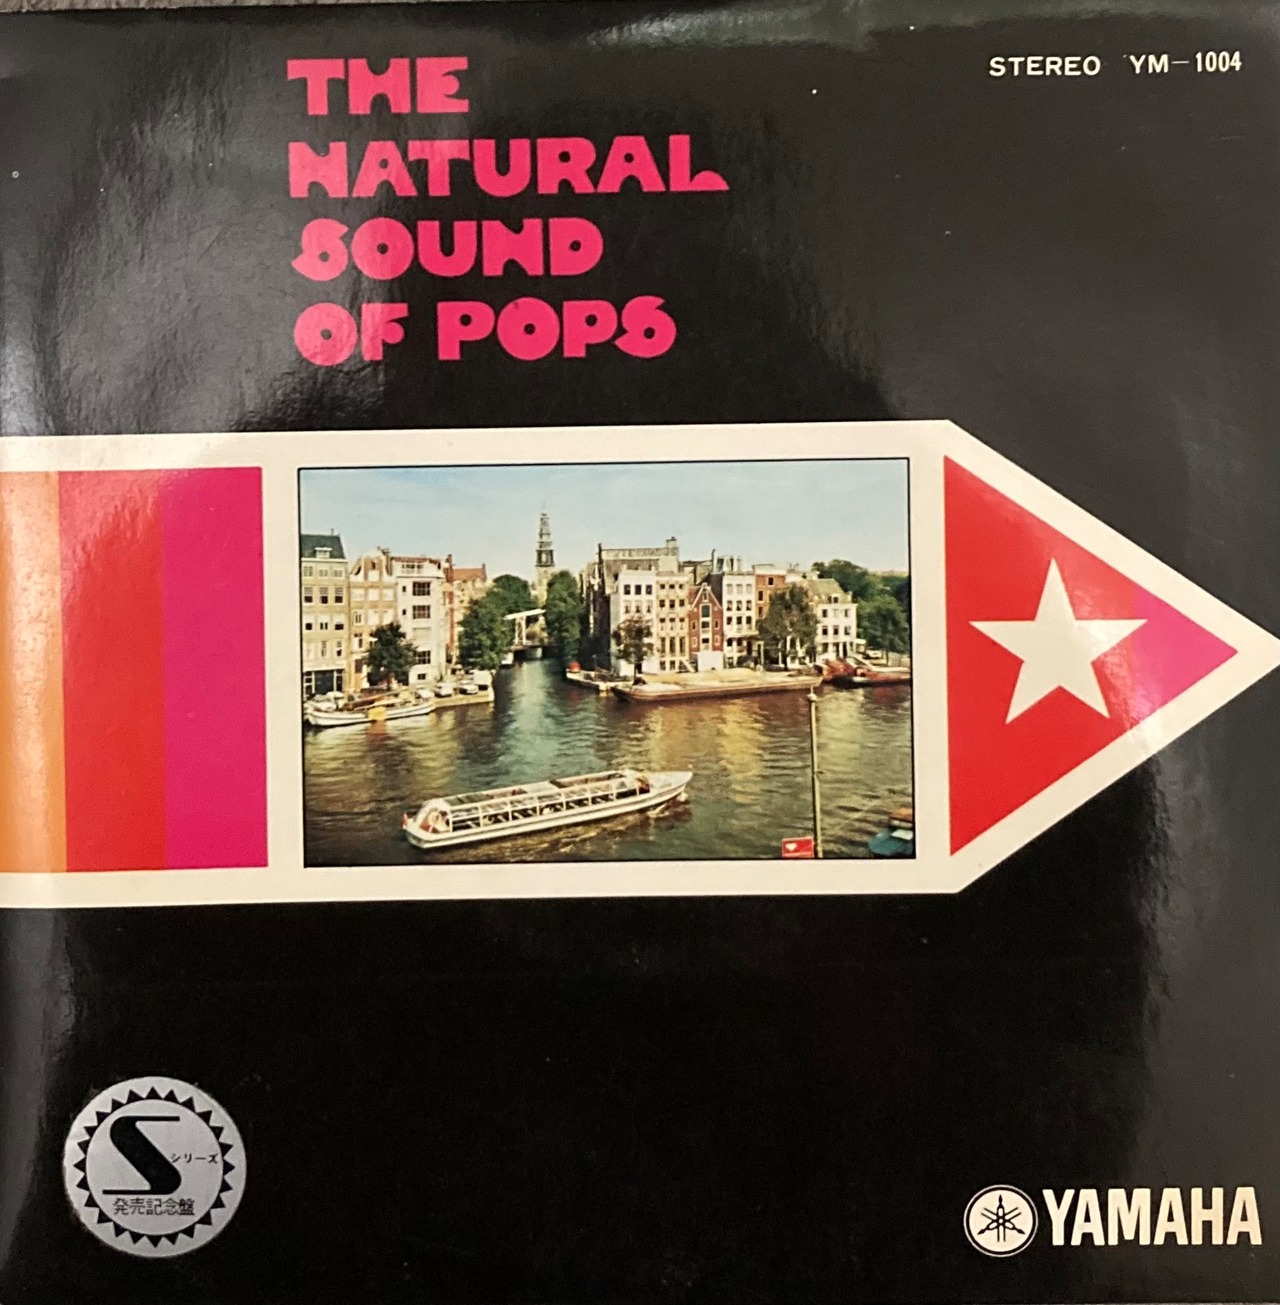 THE
NATURAL
SOUND
OF POPS
STEREO YM-1004
S シリーズ
発売記念盤
YAMAHA